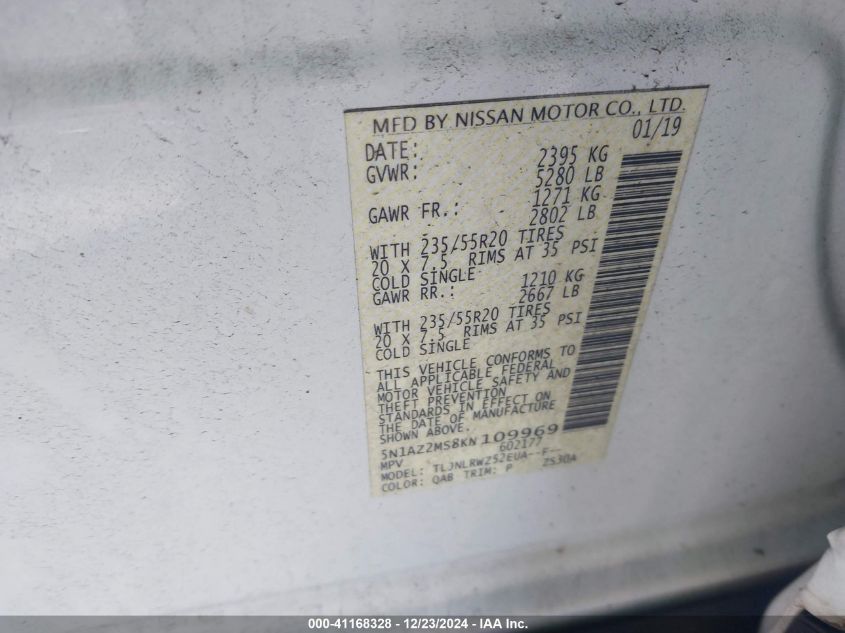 MFD BY NISSAN MOTOR CO., LTD.
DATE: 01/19
GVWR: 2395 KG
5280 LB
GAWR FR.: 1271 KG
2802 LB
WITH 235/55R20 TIRES
20 X 7.5 RIMS AT 35 PSI
COLD SINGLE
GAWR RR.: 1210 KG
2667 LB
WITH 235/55R20 TIRES
20 X 7.5 RIMS AT 35 PSI
COLD SINGLE
THIS VEHICLE CONFORMS TO
ALL APPLICABLE FEDERAL
MOTOR VEHICLE SAFETY AND
THEFT PREVENTION
STANDARDS IN EFFECT ON
THE DATE OF MANUFACTURE
SHOWN ABOVE.
5N1AZ2MS8KN109969
MPV 602177
MODEL: TLJNLRWZ52EUA--F--
COLOR: QAB TRIM: P Z530A
000-41168328 - 12/23/2024 - IAA Inc.